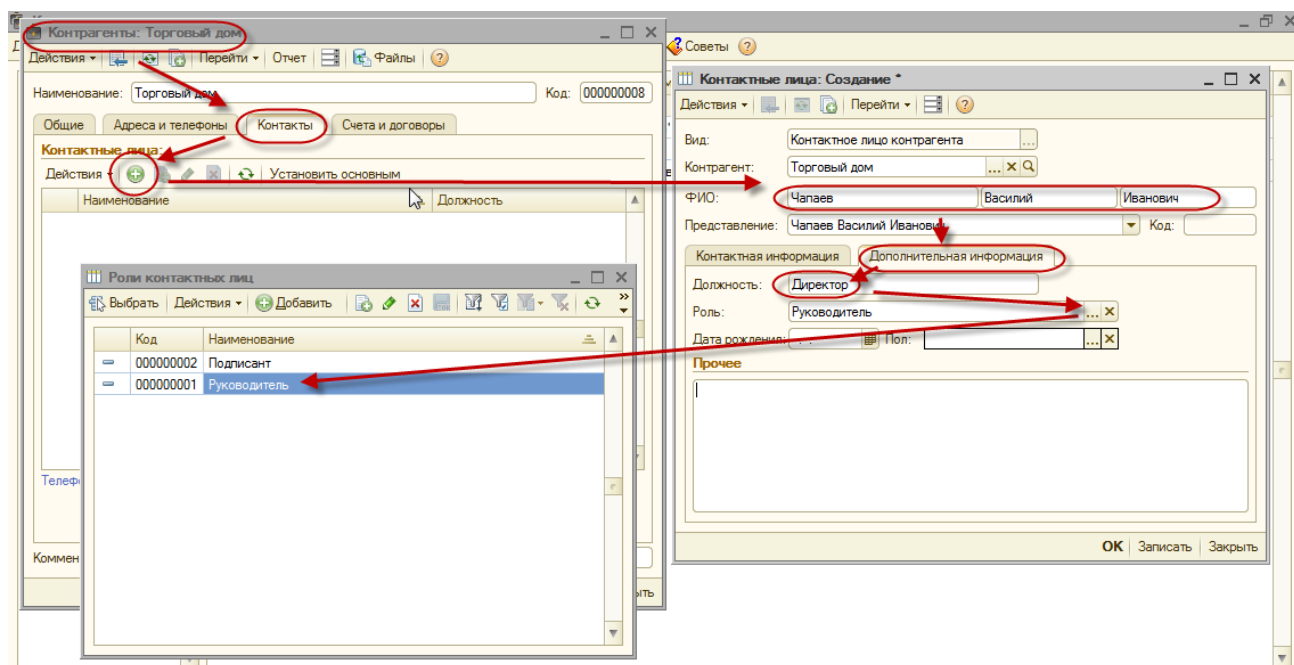 Контрагенты: Торговый дом
Действия Перейти Отчет Файлы
Наименование: Торговый дом Код: 000000008
Общие Адреса и телефоны Контакты Счета и договоры
Контактные лица:
Действия Установить основным
Наименование Должность
Роли контактных лиц
Выбрать Действия Добавить
Код Наименование
000000002 Подписант
000000001 Руководитель
Советы
Контактные лица: Создание *
Действия Перейти
Вид: Контактное лицо контрагента
Контрагент: Торговый дом
ФИО: Чапаев Василий Иванович
Представление: Чапаев Василий Иванович Код:
Контактная информация Дополнительная информация
Должность: Директор
Роль: Руководитель
Дата рождения: . . Пол:
Прочее
OK Записать Закрыть